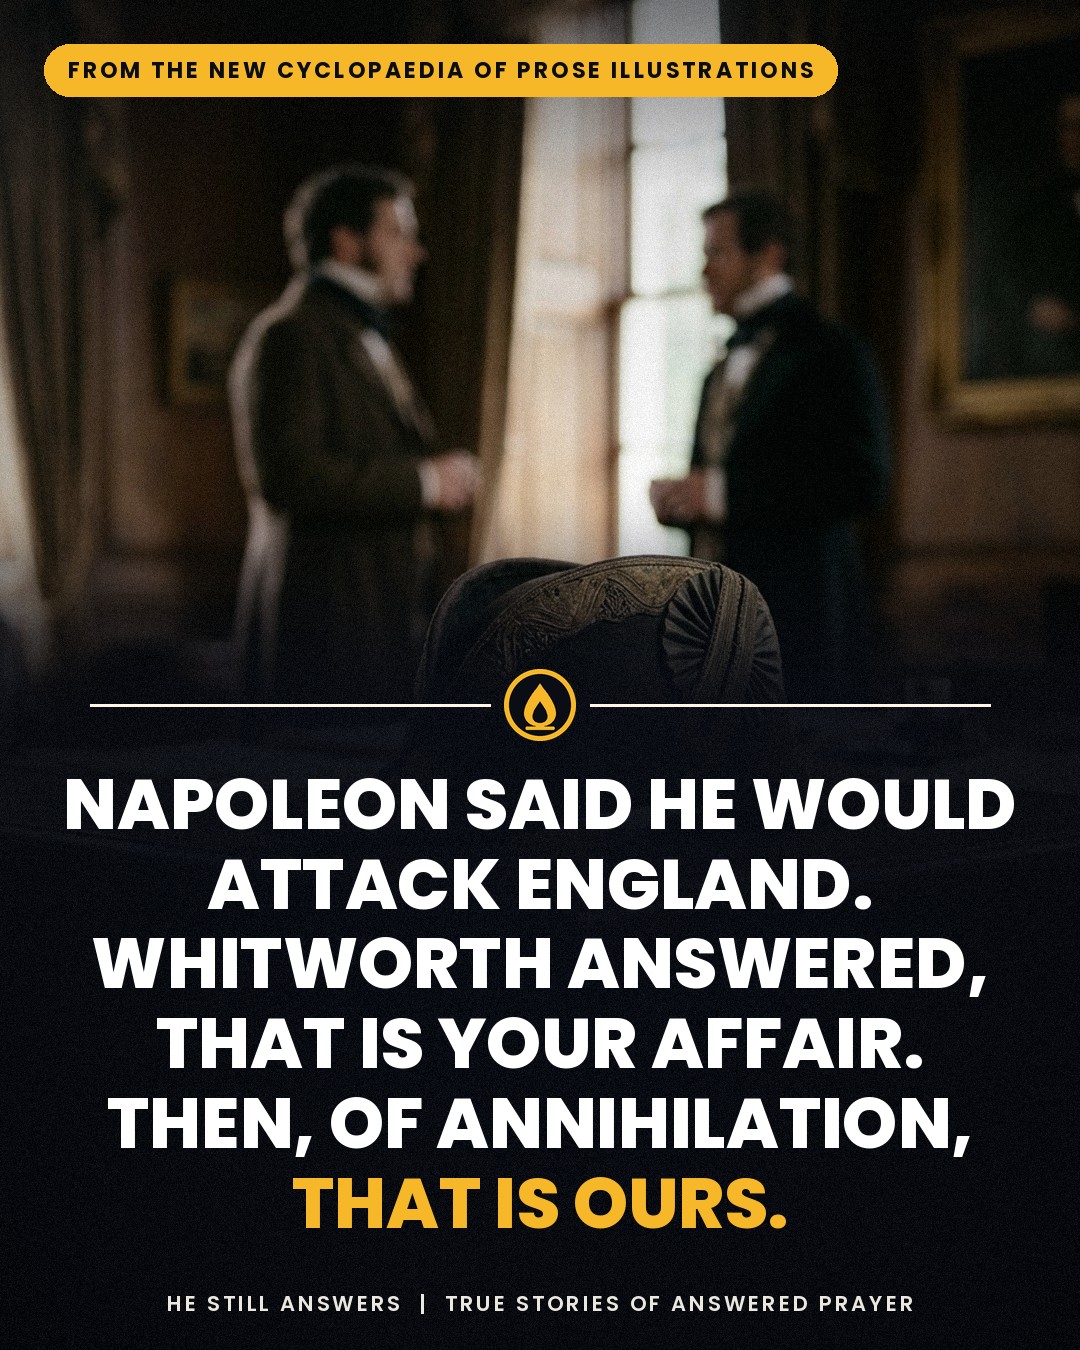 FROM THE NEW CYCLOPAEDIA OF PROSE ILLUSTRATIONS
NAPOLEON SAID HE WOULD
ATTACK ENGLAND.
WHITWORTH ANSWERED,
THAT IS YOUR AFFAIR.
THEN, OF ANNIHILATION,
THAT IS OURS.
HE STILL ANSWERS | TRUE STORIES OF ANSWERED PRAYER